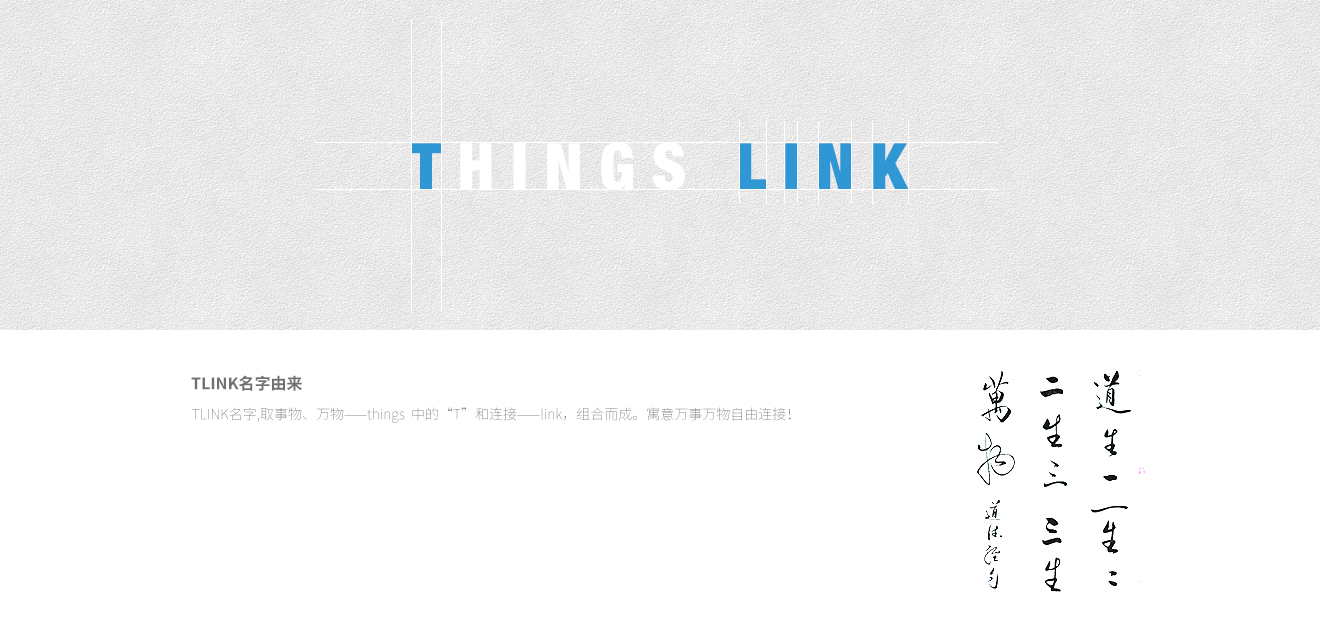 THINGS LINK
TLINK名字由来
TLINK名字,取事物、万物——things 中的“T”和连接——link，组合而成。寓意万事万物自由连接！
道生一一生二
二生三三生
萬物
道德经句